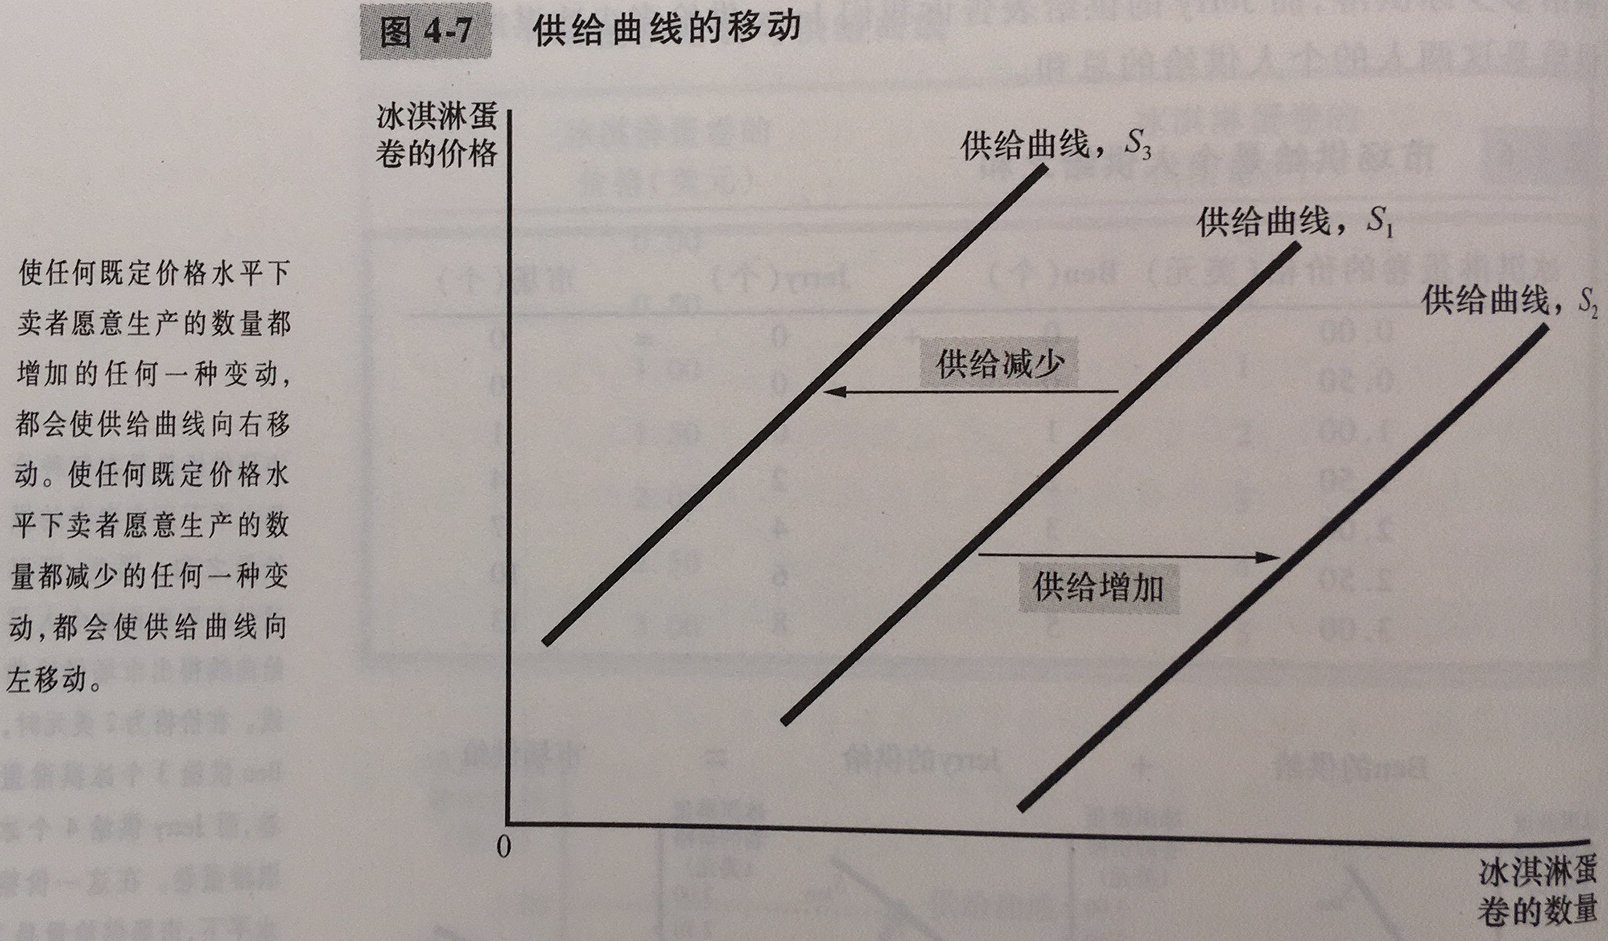 图 4-7 供给曲线的移动
冰淇淋蛋
卷的价格
供给曲线，S₃
供给曲线，S₁
供给曲线，S₂
使任何既定价格水平下
卖者愿意生产的数量都
增加的任何一种变动，
都会使供给曲线向右移
动。使任何既定价格水
平下卖者愿意生产的数
量都减少的任何一种变
动,都会使供给曲线向
左移动。
供给减少
供给增加
0
冰淇淋蛋
卷的数量